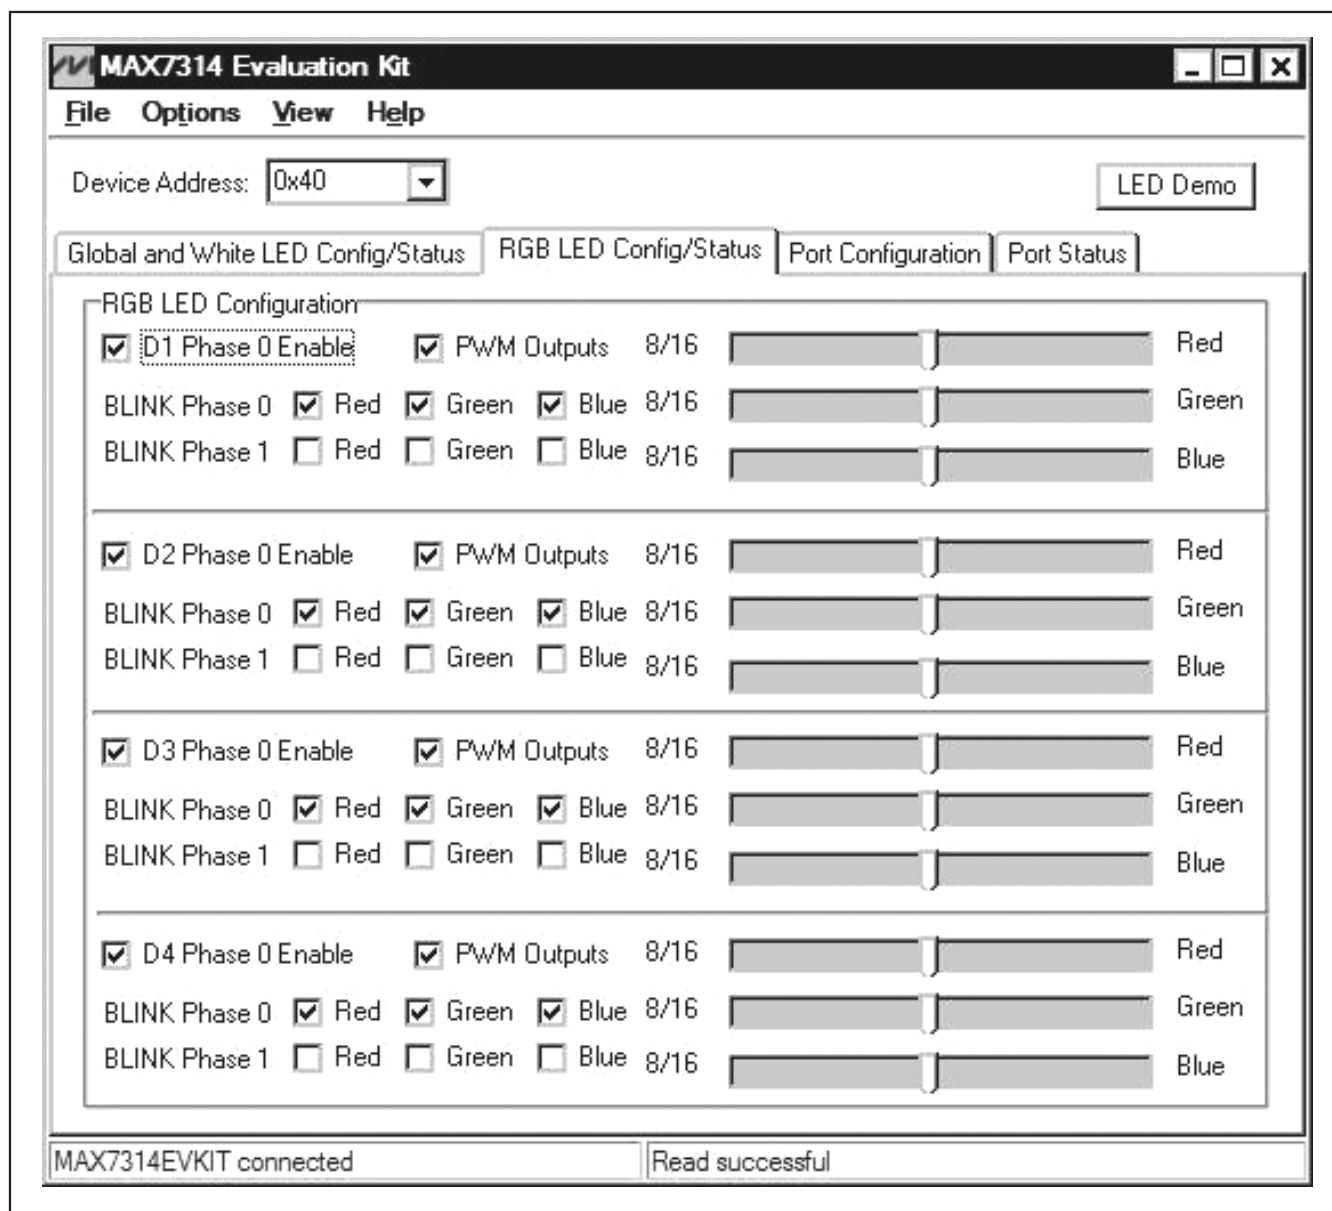 MAX7314 Evaluation Kit
File Options View Help
Device Address: 0x40 LED Demo
Global and White LED Config/Status RGB LED Config/Status Port Configuration Port Status
RGB LED Configuration
D1 Phase 0 Enable PWM Outputs 8/16 Red
BLINK Phase 0 Red Green Blue 8/16 Green
BLINK Phase 1 Red Green Blue 8/16 Blue
D2 Phase 0 Enable PWM Outputs 8/16 Red
BLINK Phase 0 Red Green Blue 8/16 Green
BLINK Phase 1 Red Green Blue 8/16 Blue
D3 Phase 0 Enable PWM Outputs 8/16 Red
BLINK Phase 0 Red Green Blue 8/16 Green
BLINK Phase 1 Red Green Blue 8/16 Blue
D4 Phase 0 Enable PWM Outputs 8/16 Red
BLINK Phase 0 Red Green Blue 8/16 Green
BLINK Phase 1 Red Green Blue 8/16 Blue
MAX7314EVKIT connected Read successful